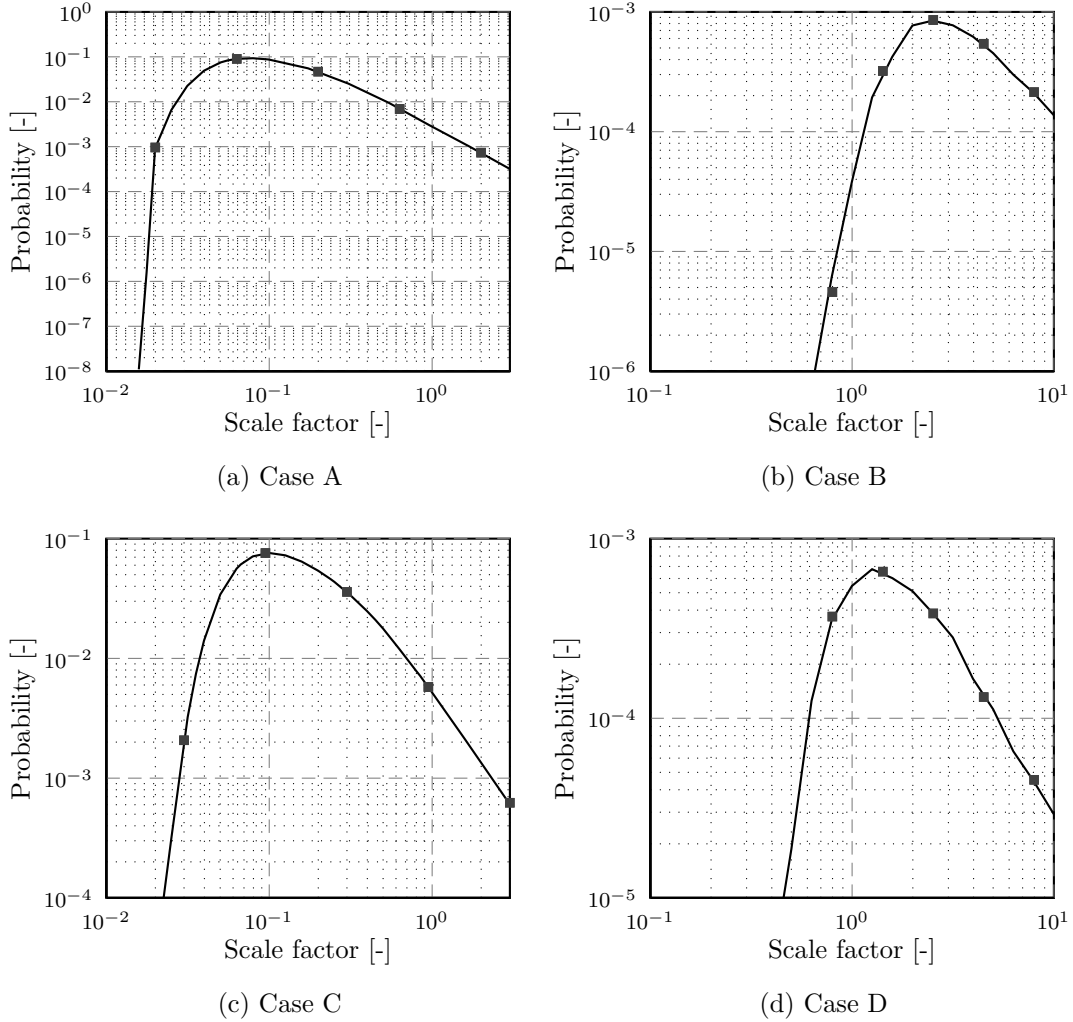 10^0
10^−1
10^−2
10^−3
10^−4
10^−5
10^−6
10^−7
10^−8
Probability [-]
10^−2 10^−1 10^0
Scale factor [-]
(a) Case A
10^−3
10^−4
10^−5
10^−6
Probability [-]
10^−1 10^0 10^1
Scale factor [-]
(b) Case B
10^−1
10^−2
10^−3
10^−4
Probability [-]
10^−2 10^−1 10^0
Scale factor [-]
(c) Case C
10^−3
10^−4
10^−5
Probability [-]
10^−1 10^0 10^1
Scale factor [-]
(d) Case D